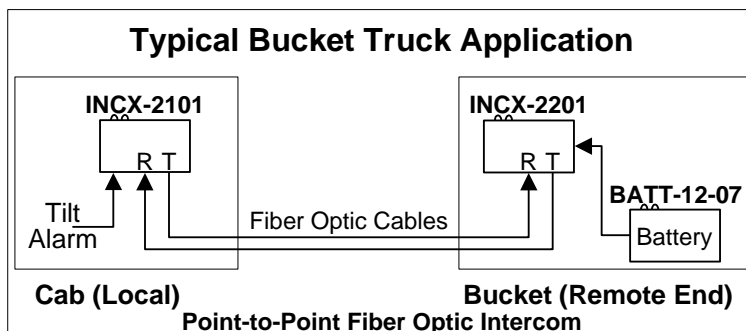 Typical Bucket Truck Application
INCX-2101
INCX-2201
R T
R T
BATT-12-07
Tilt
Alarm
Fiber Optic Cables
Battery
Cab (Local)
Bucket (Remote End)
Point-to-Point Fiber Optic Intercom